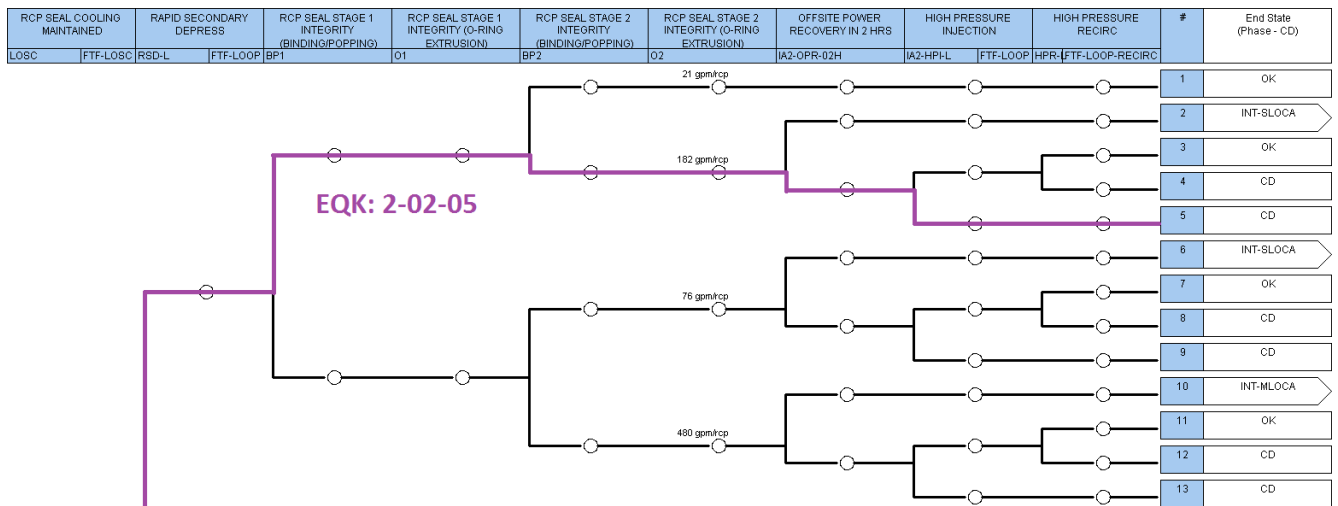 RCP SEAL COOLING MAINTAINED
RAPID SECONDARY DEPRESS
RCP SEAL STAGE 1 INTEGRITY (BINDING/POPPING)
RCP SEAL STAGE 1 INTEGRITY (O-RING EXTRUSION)
RCP SEAL STAGE 2 INTEGRITY (BINDING/POPPING)
RCP SEAL STAGE 2 INTEGRITY (O-RING EXTRUSION)
OFFSITE POWER RECOVERY IN 2 HRS
HIGH PRESSURE INJECTION
HIGH PRESSURE RECIRC
#
End State (Phase - CD)
LOSC FTF-LOSC RSD-L FTF-LOOP BP1 O1 BP2 O2 IA2-OPR-02H IA2-HPI-L FTF-LOOP HPR-L FTF-LOOP-RECIRC
21 gpm/rcp 1 OK
2 INT-SLOCA
3 OK
182 gpm/rcp
4 CD
EQK: 2-02-05
5 CD
6 INT-SLOCA
7 OK
76 gpm/rcp
8 CD
9 CD
10 INT-MLOCA
11 OK
480 gpm/rcp
12 CD
13 CD